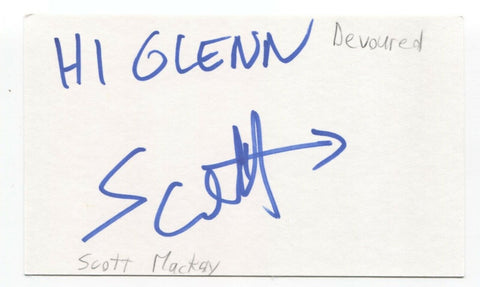 HI GLENN
Devoured
Scott
Scott Mackay